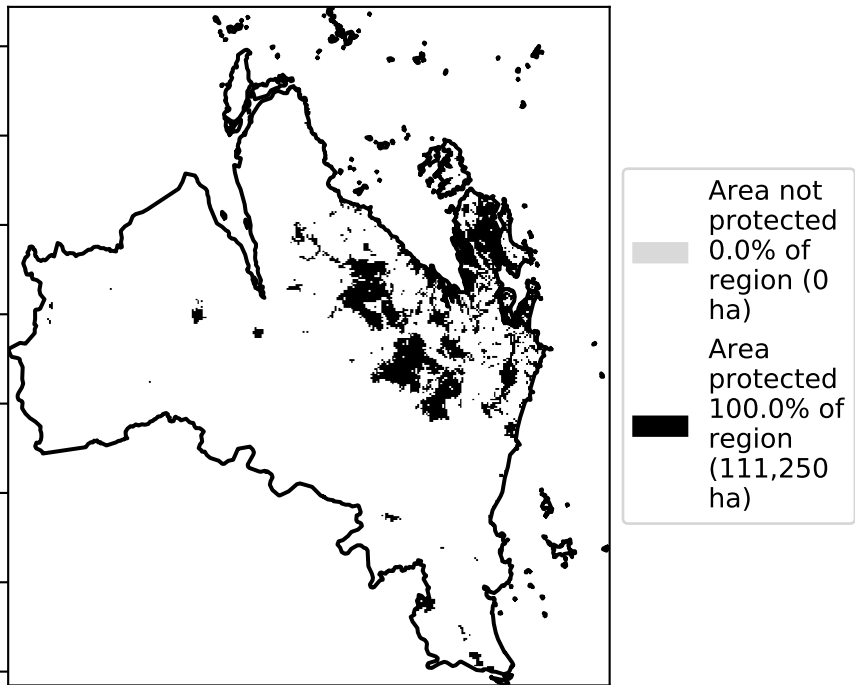 Area not
protected
0.0% of
region (0
ha)
Area
protected
100.0% of
region
(111,250
ha)